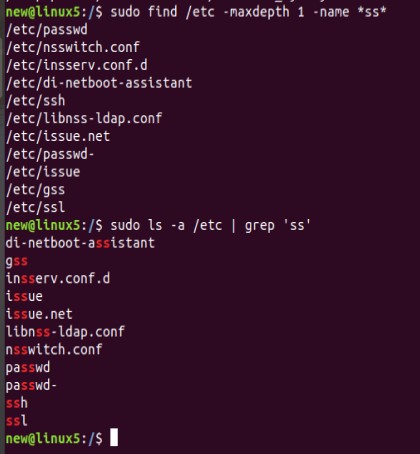 new@linux5:/$ sudo find /etc -maxdepth 1 -name *ss*
/etc/passwd
/etc/nsswitch.conf
/etc/insserv.conf.d
/etc/di-netboot-assistant
/etc/ssh
/etc/libnss-ldap.conf
/etc/issue.net
/etc/passwd-
/etc/issue
/etc/gss
/etc/ssl
new@linux5:/$ sudo ls -a /etc | grep 'ss'
di-netboot-assistant
gss
insserv.conf.d
issue
issue.net
libnss-ldap.conf
nsswitch.conf
passwd
passwd-
ssh
ssl
new@linux5:/$